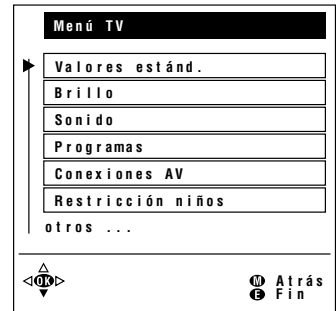 Menú TV
Valores estánd.
Brillo
Sonido
Programas
Conexiones AV
Restricción niños
otros ...
OK
M Atrás
E Fin